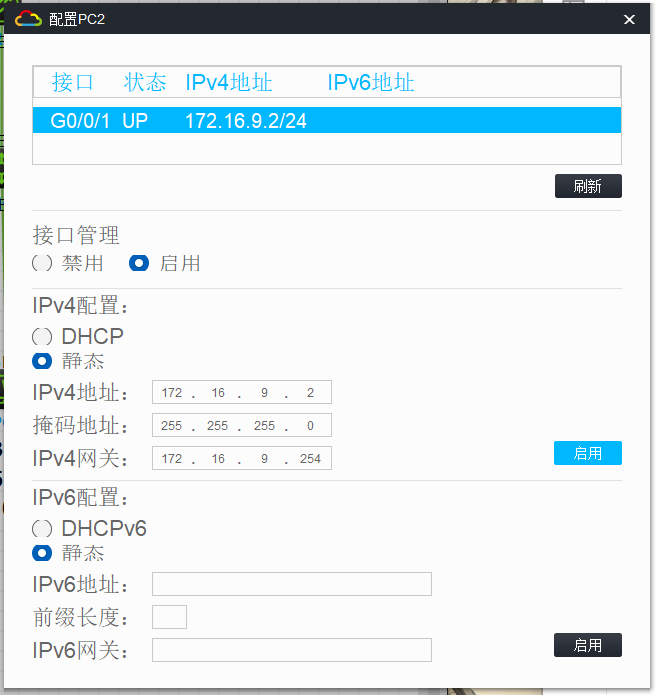 配置PC2
接口 状态 IPv4地址 IPv6地址
G0/0/1 UP 172.16.9.2/24
刷新
接口管理
禁用 启用
IPv4配置：
DHCP
静态
IPv4地址： 172 . 16 . 9 . 2
掩码地址： 255 . 255 . 255 . 0
IPv4网关： 172 . 16 . 9 . 254
启用
IPv6配置：
DHCPv6
静态
IPv6地址：
前缀长度：
IPv6网关：
启用